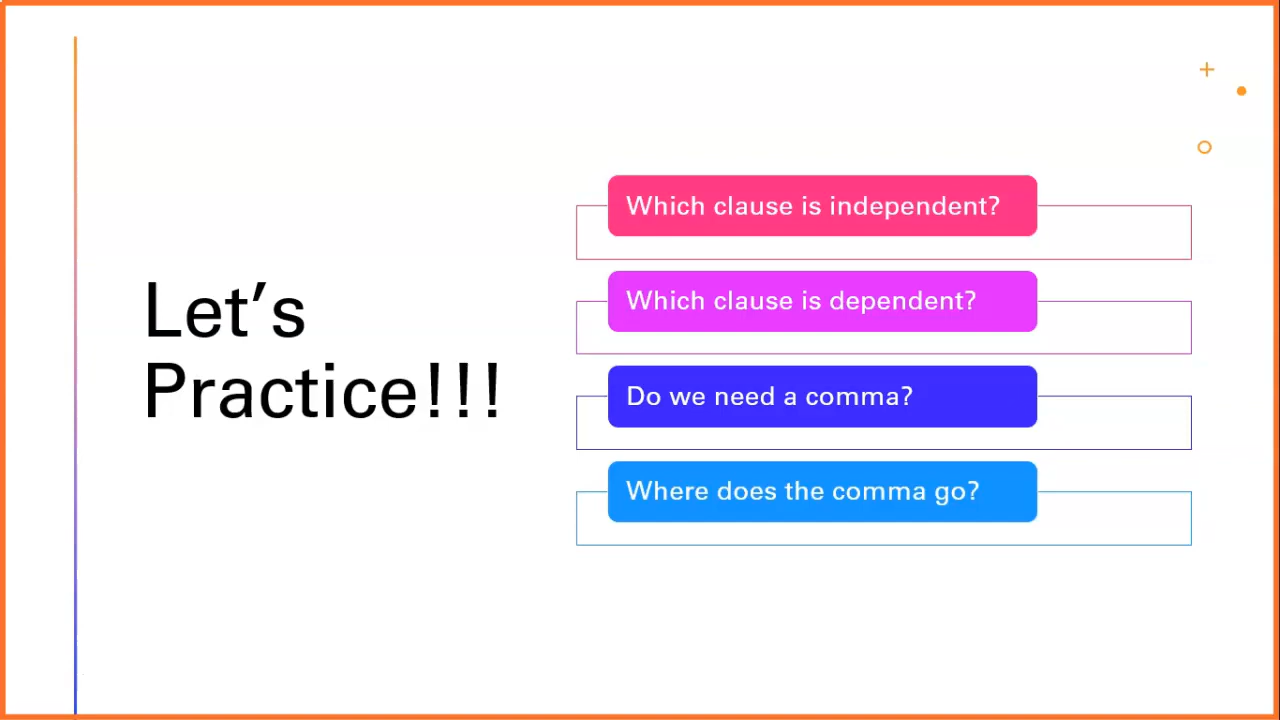 Let’s
Practice!!!
Which clause is independent?
Which clause is dependent?
Do we need a comma?
Where does the comma go?